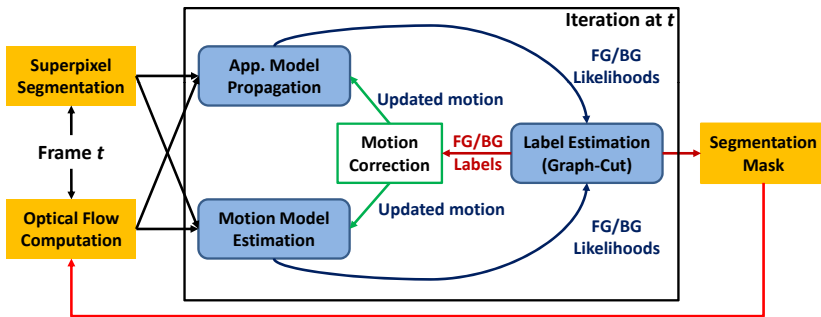 Iteration at t
Superpixel
Segmentation
App. Model
Propagation
FG/BG
Likelihoods
Updated motion
Frame t
Motion
Correction
FG/BG
Labels
Label Estimation
(Graph-Cut)
Segmentation
Mask
Optical Flow
Computation
Motion Model
Estimation
Updated motion
FG/BG
Likelihoods